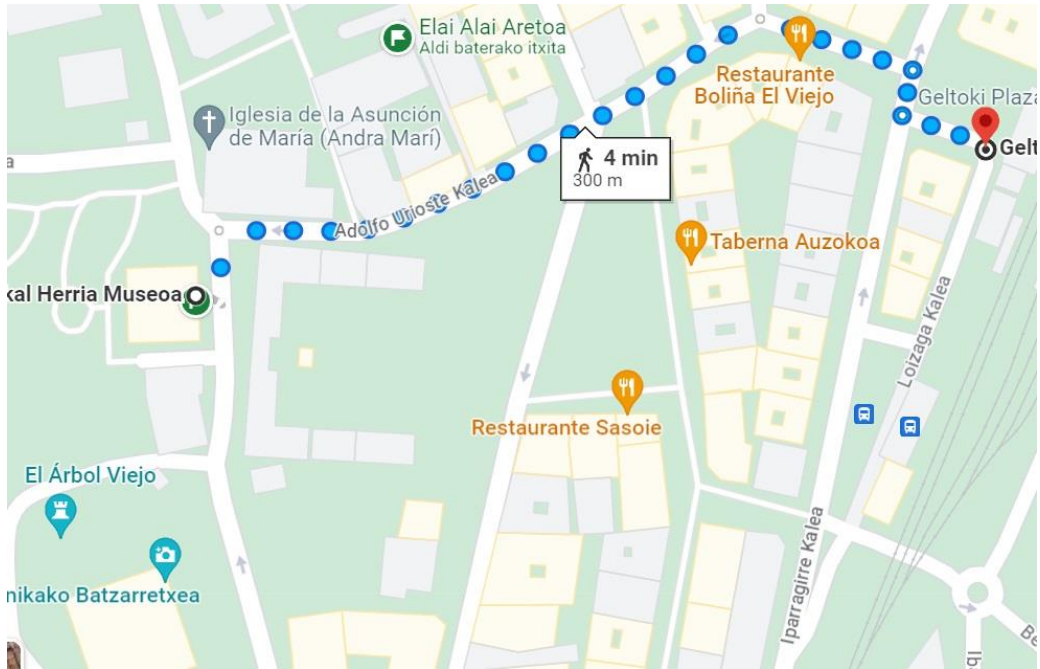 Elai Alai Aretoa
Aldi baterako itxita
Restaurante
Boliña El Viejo
Geltoki Plaza
Iglesia de la Asunción
de María (Andra Marí)
4 min
300 m
Gelt
Adolfo Urioste Kalea
Taberna Auzokoa
kal Herria Museoa
Loizaga Kalea
Restaurante Sasoie
El Árbol Viejo
Iparragirre Kalea
nikako Batzarretxea